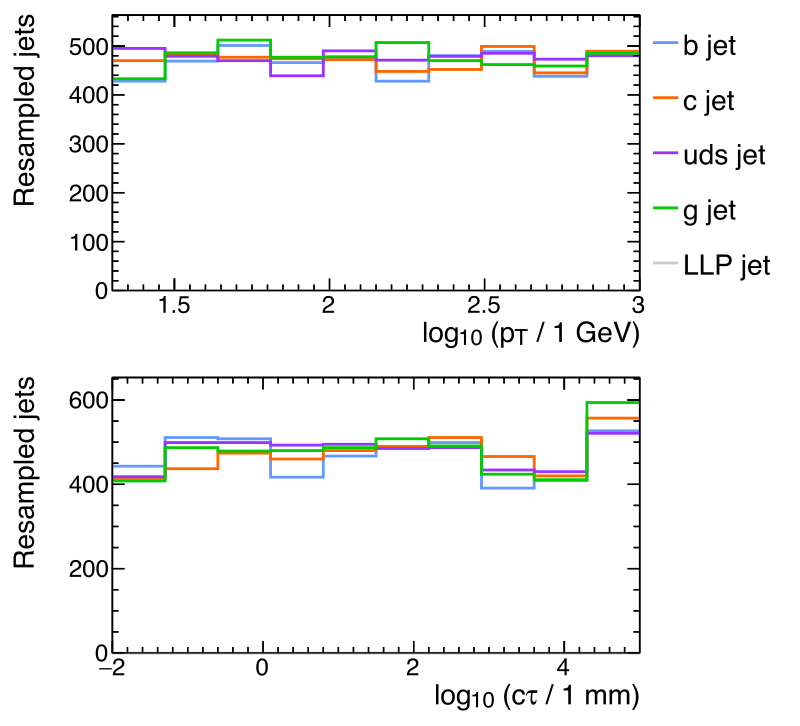 Resampled jets
500
400
300
200
100
0
1.5 2 2.5 3
log10 (pT / 1 GeV)
b jet
c jet
uds jet
g jet
LLP jet
Resampled jets
600
400
200
0
−2 0 2 4
log10 (cτ / 1 mm)